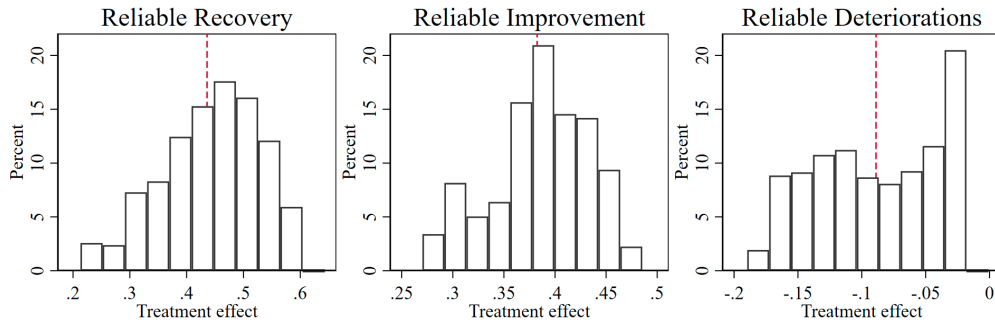 Reliable Recovery
Percent
20
15
10
5
0
.2 .3 .4 .5 .6
Treatment effect
Reliable Improvement
Percent
20
15
10
5
0
.25 .3 .35 .4 .45 .5
Treatment effect
Reliable Deteriorations
Percent
20
15
10
5
0
-.2 -.15 -.1 -.05 0
Treatment effect